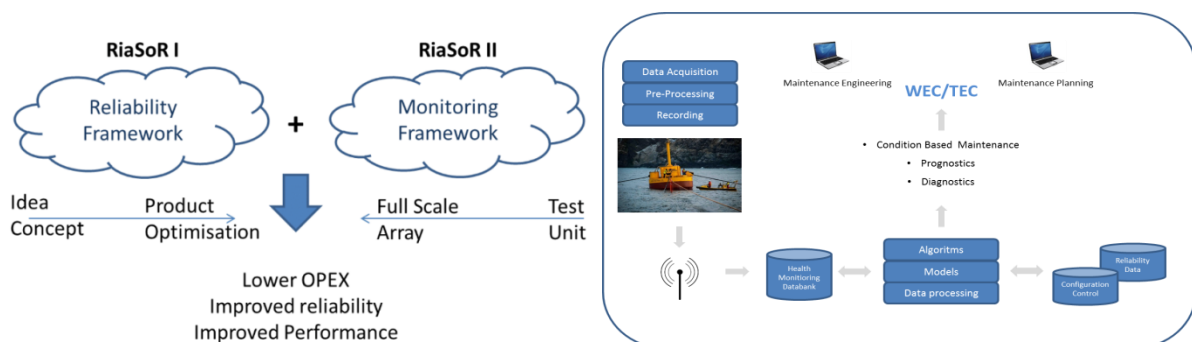 RiaSoR I
RiaSoR II
Reliability
Framework
+
Monitoring
Framework
Idea
Concept
Product
Optimisation
Full Scale
Array
Test
Unit
Lower OPEX
Improved reliability
Improved Performance
Data Acquisition
Pre-Processing
Recording
Maintenance Engineering
WEC/TEC
Maintenance Planning
• Condition Based Maintenance
• Prognostics
• Diagnostics
Health
Monitoring
Databank
Algoritms
Models
Data processing
Reliability
Data
Configuration
Control